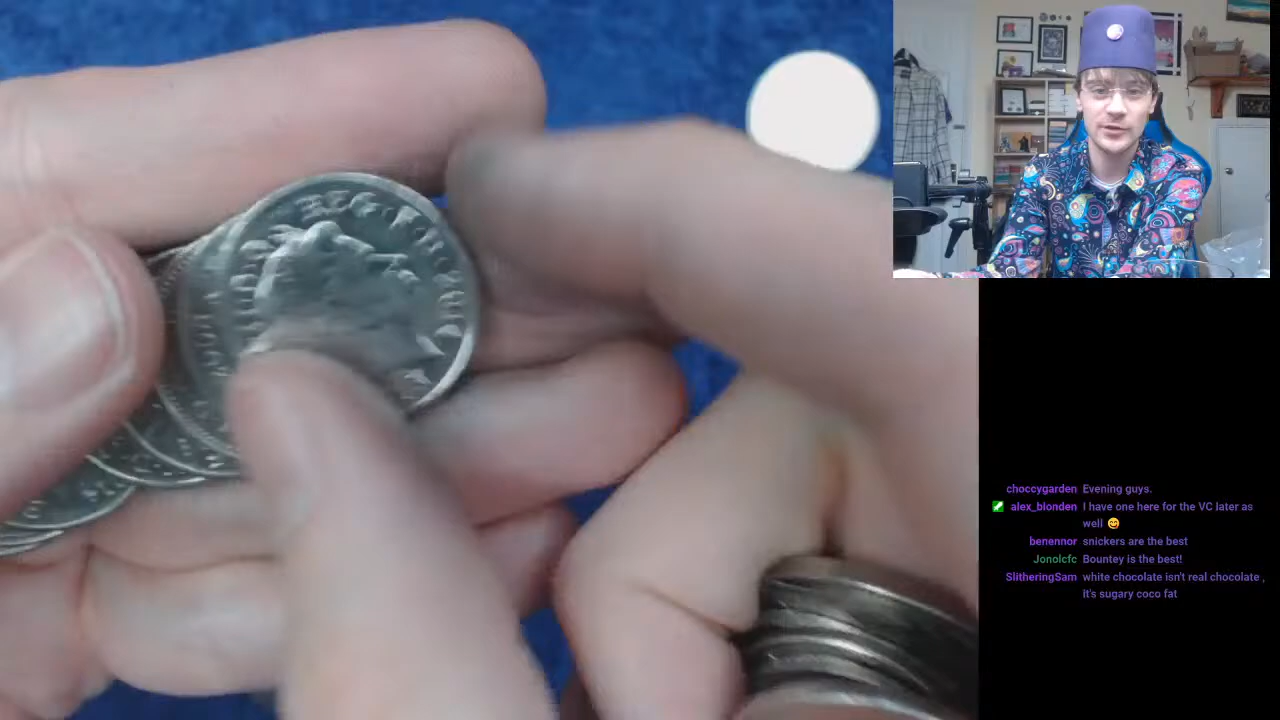 REG·F·D
choccygarden Evening guys.
alex_blonden I have one here for the VC later as
well 😋
benennor snickers are the best
Jonolcfc Bountey is the best!
SlitheringSam white chocolate isn't real chocolate ,
it's sugary coco fat